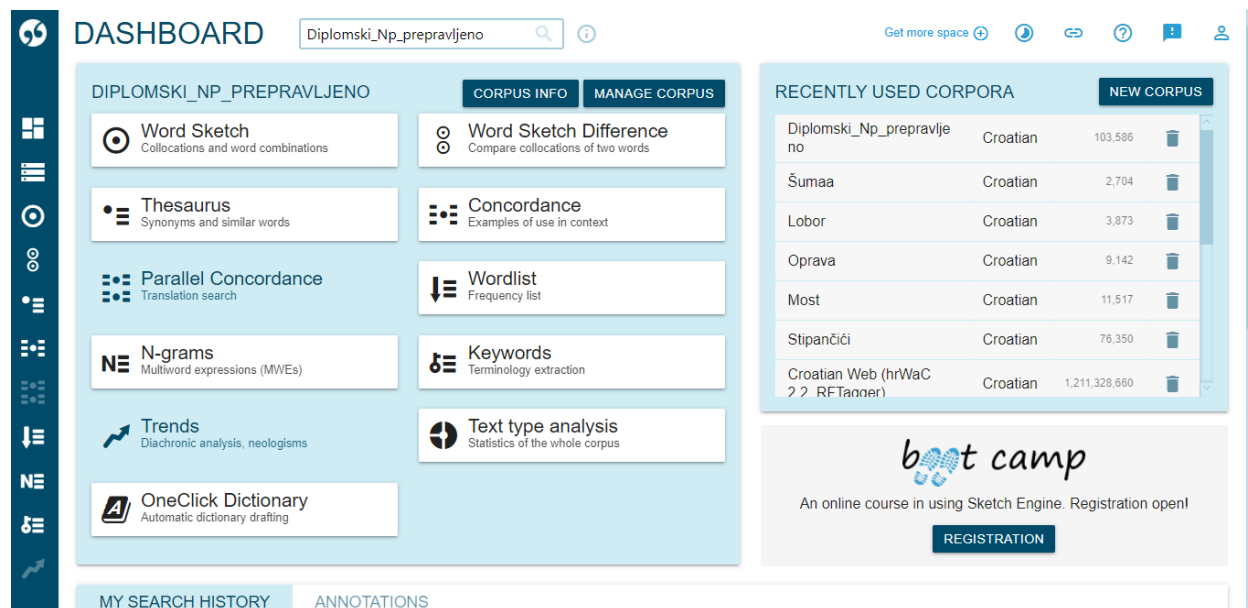 DASHBOARD
Diplomski_Np_prepravljeno
Get more space
DIPLOMSKI_NP_PREPRAVLJENO
CORPUS INFO
MANAGE CORPUS
Word Sketch
Collocations and word combinations
Word Sketch Difference
Compare collocations of two words
Thesaurus
Synonyms and similar words
Concordance
Examples of use in context
Parallel Concordance
Translation search
Wordlist
Frequency list
N-grams
Multiword expressions (MWEs)
Keywords
Terminology extraction
Trends
Diachronic analysis, neologisms
Text type analysis
Statistics of the whole corpus
OneClick Dictionary
Automatic dictionary drafting
RECENTLY USED CORPORA
NEW CORPUS
Diplomski_Np_prepravlje
no
Croatian 103,586
Šumaa Croatian 2,704
Lobor Croatian 3,873
Oprava Croatian 9,142
Most Croatian 11,517
Stipančići Croatian 76,350
Croatian Web (hrWaC
2.2, RFTagger)
Croatian 1,211,328,660
boot camp
An online course in using Sketch Engine. Registration open!
REGISTRATION
MY SEARCH HISTORY
ANNOTATIONS